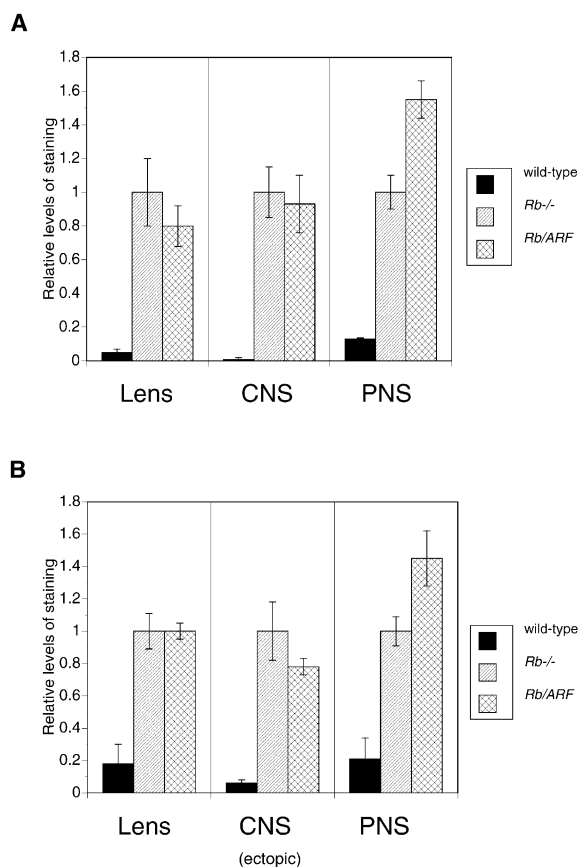 A
Relative levels of staining
1.8
1.6
1.4
1.2
1
0.8
0.6
0.4
0.2
0
Lens CNS PNS
wild-type
Rb-/-
Rb/ARF
B
Relative levels of staining
1.8
1.6
1.4
1.2
1
0.8
0.6
0.4
0.2
0
Lens CNS PNS
(ectopic)
wild-type
Rb-/-
Rb/ARF